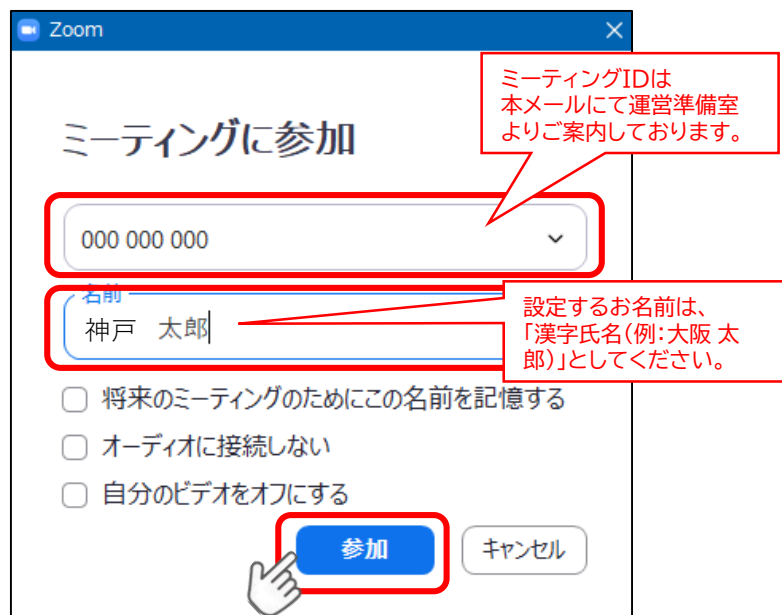 Zoom
ミーティングIDは
本メールにて運営準備室
よりご案内しております。
ミーティングに参加
000 000 000
名前
神戸　太郎
設定するお名前は、
「漢字氏名(例:大阪 太
郎)」としてください。
将来のミーティングのためにこの名前を記憶する
オーディオに接続しない
自分のビデオをオフにする
参加
キャンセル